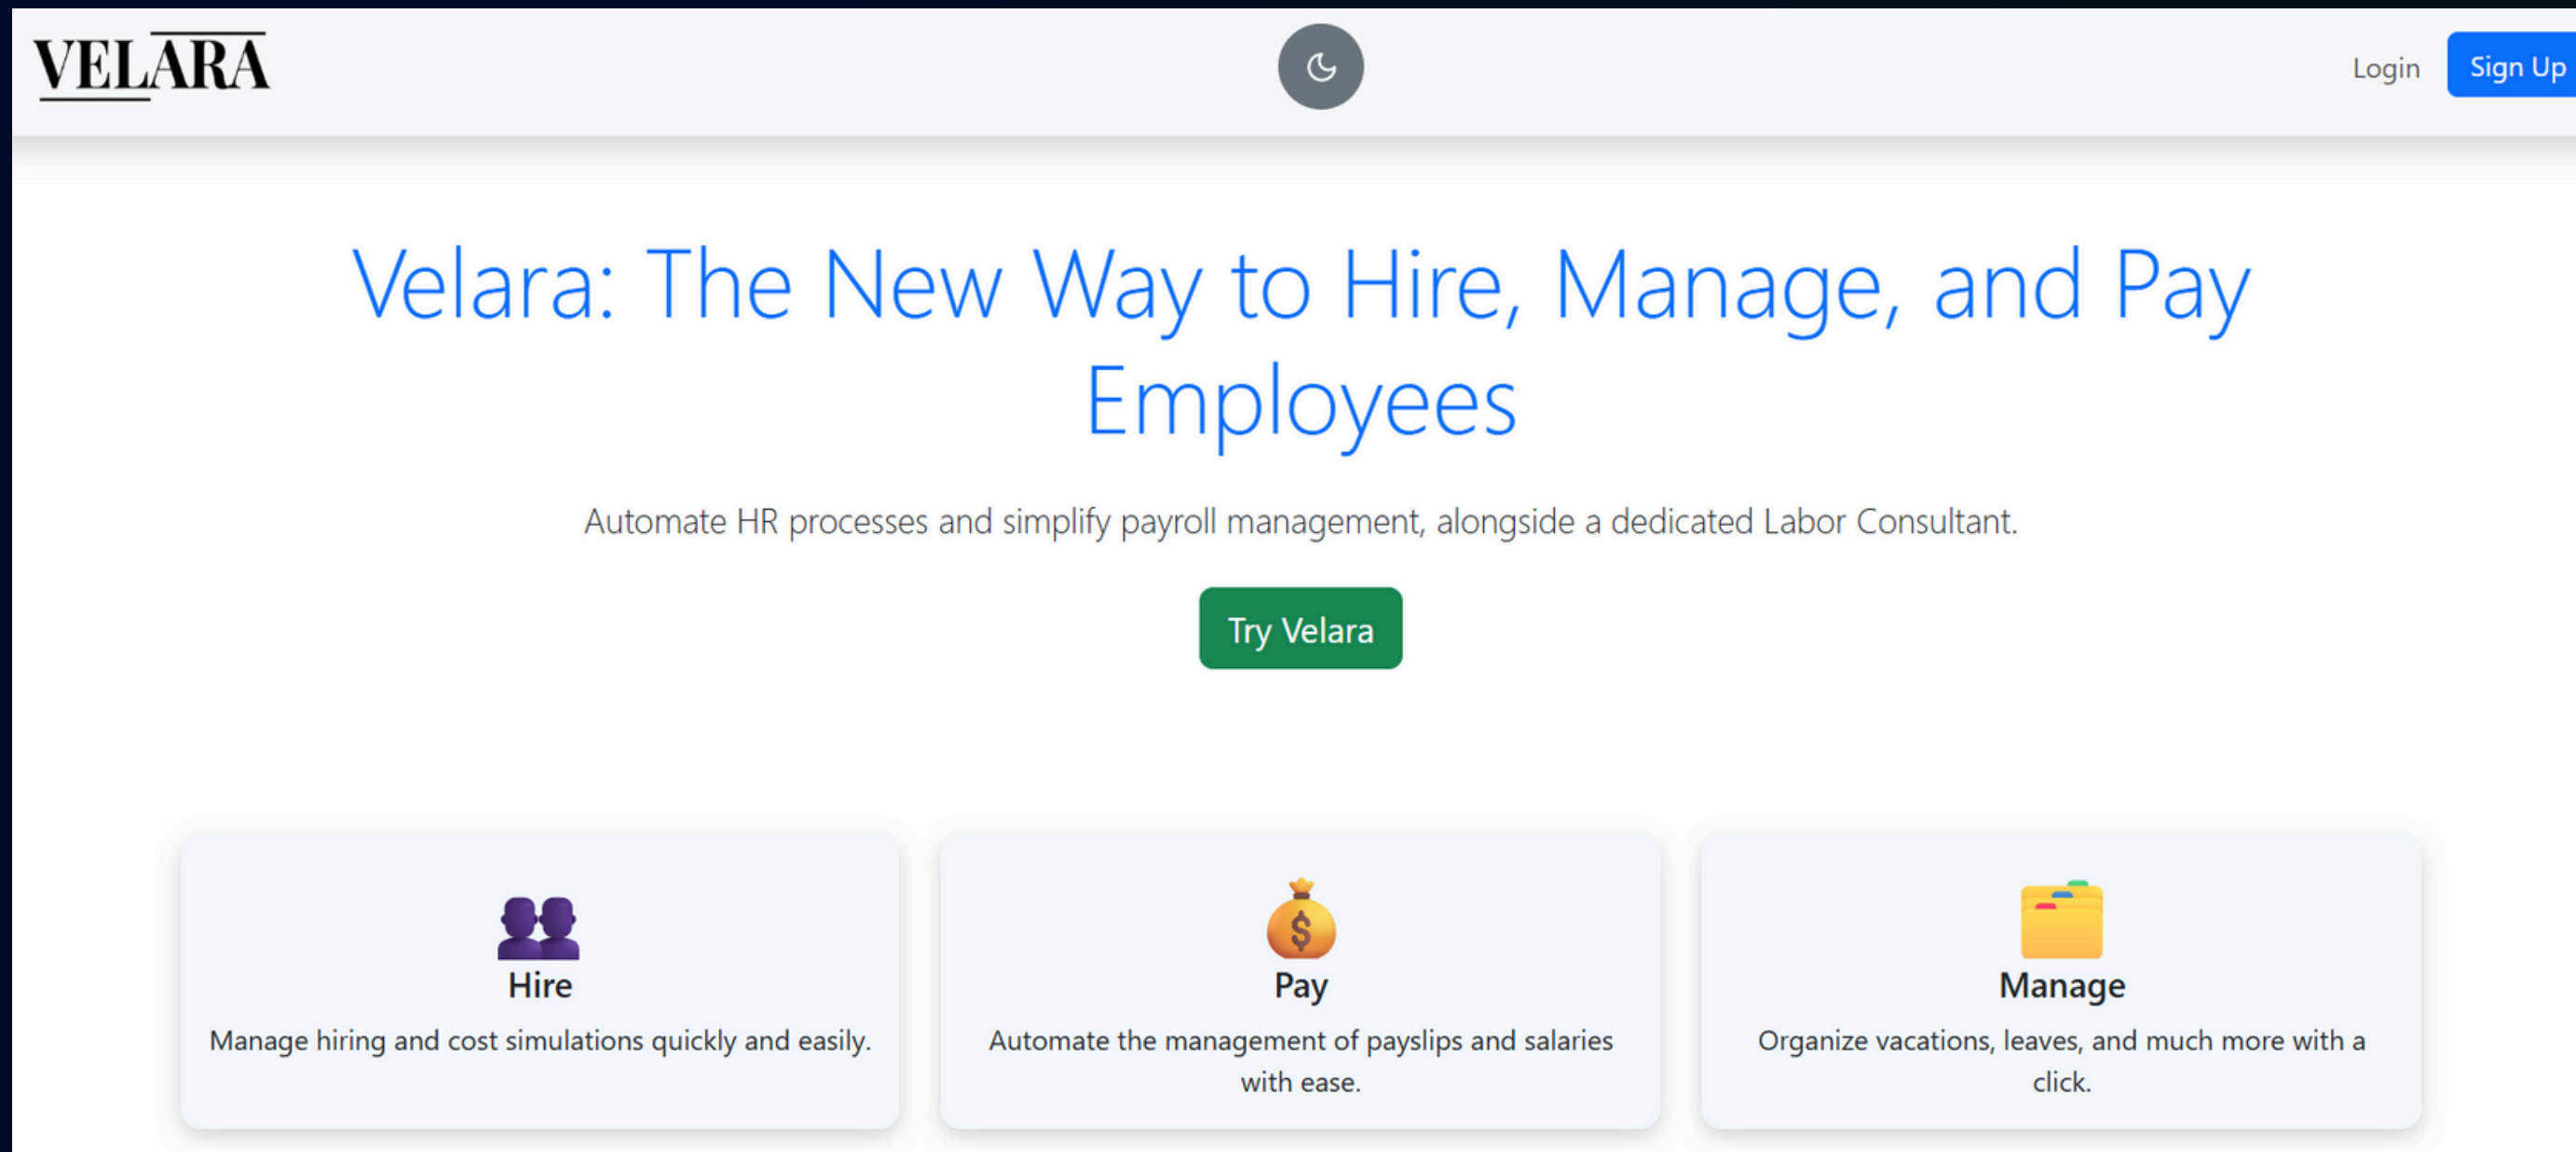 VELARA
Login
Sign Up
Velara: The New Way to Hire, Manage, and Pay
Employees
Automate HR processes and simplify payroll management, alongside a dedicated Labor Consultant.
Try Velara
$
Hire
Manage hiring and cost simulations quickly and easily.
Pay
Automate the management of payslips and salaries
with ease.
Manage
Organize vacations, leaves, and much more with a
click.